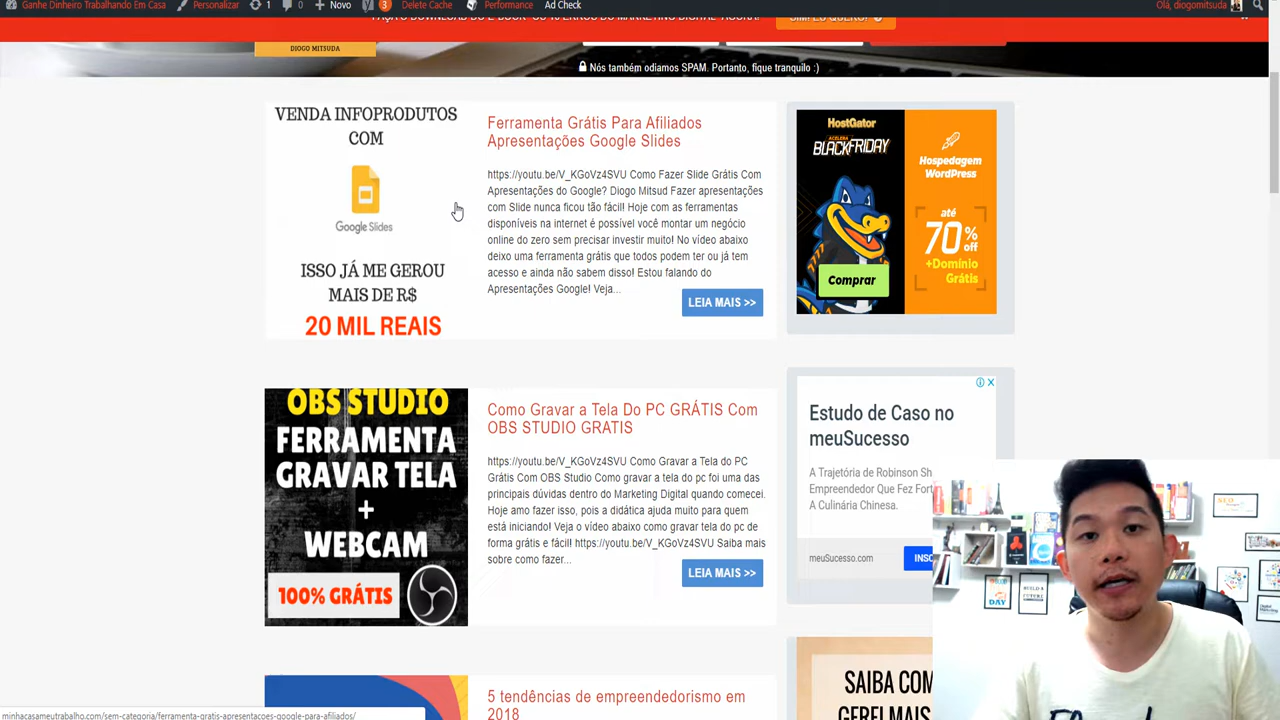 Ganhe Dinheiro Trabalhando Em Casa Personalizar 1 0 Novo 3 Delete Cache Performance Ad Check Olá, diogomitsuda
DIOGO MITSUDA
Nós também odiamos SPAM. Portanto, fique tranquilo :)
VENDA INFOPRODUTOS
COM
Google Slides
ISSO JÁ ME GEROU
MAIS DE R$
20 MIL REAIS
Ferramenta Grátis Para Afiliados
Apresentações Google Slides
https://youtu.be/V_KGoVz4SVU Como Fazer Slide Grátis Com
Apresentações do Google? Diogo Mitsud Fazer apresentações
com Slide nunca ficou tão fácil! Hoje com as ferramentas
disponíveis na internet é possível você montar um negócio
online do zero sem precisar investir muito! No vídeo abaixo
deixo uma ferramenta grátis que todos podem ter ou já tem
acesso e ainda não sabem disso! Estou falando do
Apresentações Google! Veja...
LEIA MAIS >>
HostGator
ACELERA
BLACKFRIDAY
Comprar
Hospedagem
WordPress
até
70% off
+Domínio
Grátis
OBS STUDIO
FERRAMENTA
GRAVAR TELA
+
WEBCAM
100% GRÁTIS
Como Gravar a Tela Do PC GRÁTIS Com
OBS STUDIO GRATIS
https://youtu.be/V_KGoVz4SVU Como Gravar a Tela do PC
Grátis Com OBS Studio Como gravar a tela do pc foi uma das
principais dúvidas dentro do Marketing Digital quando comecei.
Hoje amo fazer isso, pois a didática ajuda muito para quem
está iniciando! Veja o vídeo abaixo como gravar tela do pc de
forma grátis e fácil! https://youtu.be/V_KGoVz4SVU Saiba mais
sobre como fazer...
LEIA MAIS >>
Estudo de Caso no
meuSucesso
A Trajetória de Robinson Sh
Empreendedor Que Fez Fort
A Culinária Chinesa.
meuSucesso.com
INSC
5 tendências de empreendedorismo em
2018
SAIBA COM
GEREI MAIS
minhacasameutrabalho.com/sem-categoria/ferramenta-gratis-apresentacoes-google-para-afiliados/
SEO
DAY
BUILD A
FUTURE